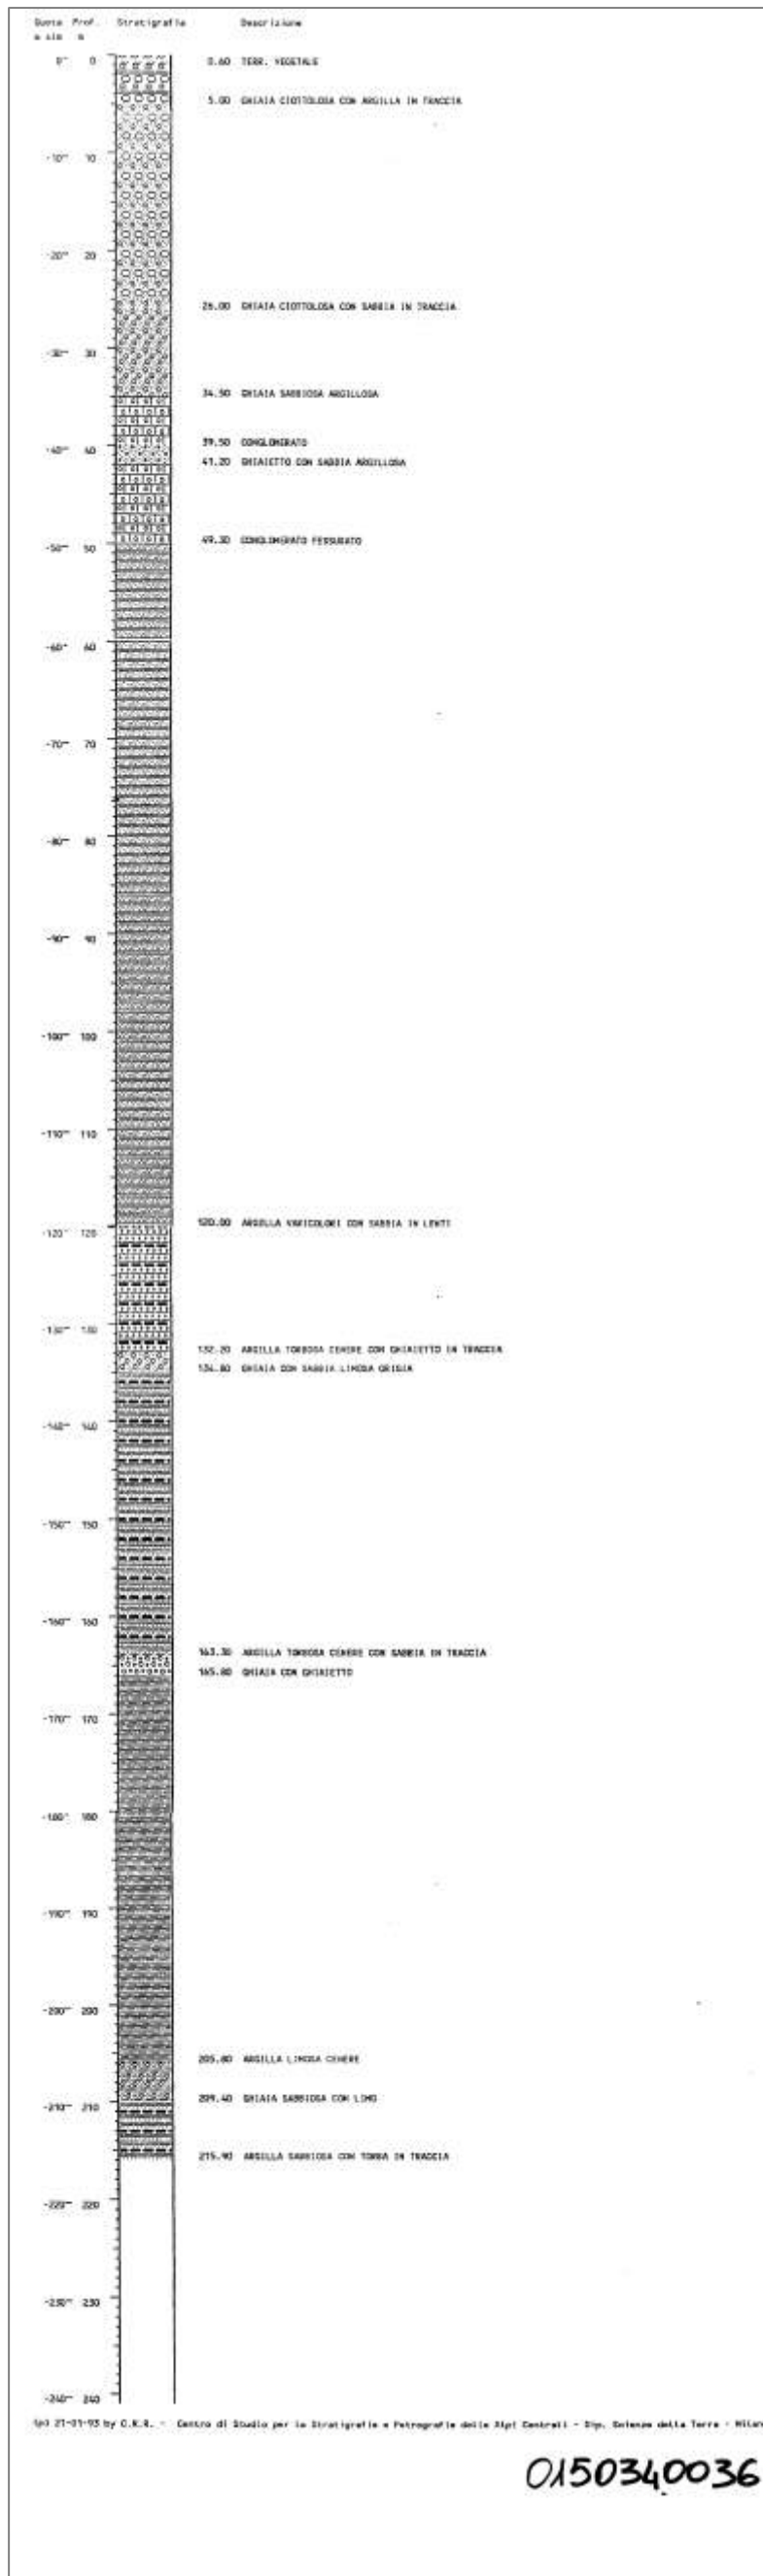 Quota Prof. Stratigrafia Descrizione
m slm m
0 0 0.60 TERR. VEGETALE
5.00 GHIAIA CIOTTOLOSA CON ARGILLA IN TRACCIA
-10 10
-20 20
26.00 GHIAIA CIOTTOLOSA CON SABBIA IN TRACCIA
-30 30
34.50 GHIAIA SABBIOSA ARGILLOSA
39.50 CONGLOMERATO
-40 40
41.20 GHIAIETTO CON SABBIA ARGILLOSA
49.30 CONGLOMERATO FESSURATO
-50 50
-60 60
-70 70
-80 80
-90 90
-100 100
-110 110
120.00 ARGILLA VARICOLORI CON SABBIA IN LENTI
-120 120
-130 130
132.20 ARGILLA TORBOSA CENERE CON GHIAIETTO IN TRACCIA
134.80 GHIAIA CON SABBIA LIMOSA GRIGIA
-140 140
-150 150
-160 160
163.30 ARGILLA TORBOSA CENERE CON SABBIA IN TRACCIA
165.80 GHIAIA CON GHIAIETTO
-170 170
-180 180
-190 190
-200 200
205.80 ARGILLA LIMOSA CENERE
209.40 GHIAIA SABBIOSA CON LIMO
-210 210
215.90 ARGILLA SABBIOSA CON TORBA IN TRACCIA
-220 220
-230 230
-240 240
(p) 21-01-93 by C.N.R. - Centro di Studio per la Stratigrafia e Petrografia delle Alpi Centrali - Dip. Scienze della Terra - Milan
0150340036